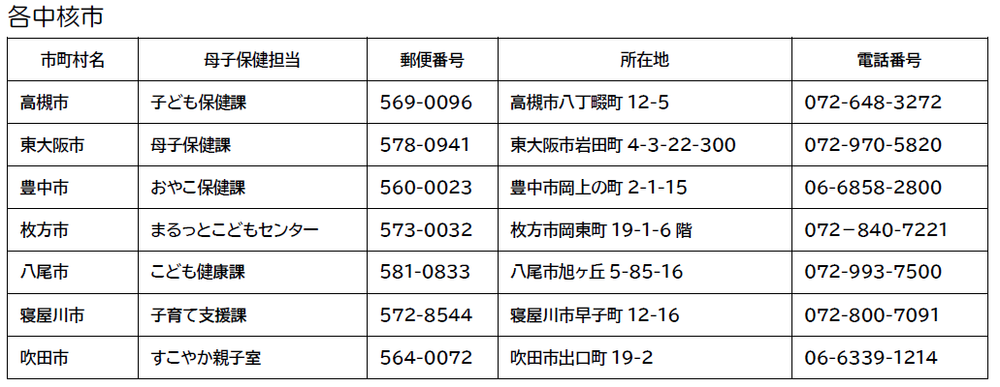 各中核市
市町村名 母子保健担当 郵便番号 所在地 電話番号
高槻市 子ども保健課 569-0096 高槻市八丁畷町 12-5 072-648-3272
東大阪市 母子保健課 578-0941 東大阪市岩田町 4-3-22-300 072-970-5820
豊中市 おやこ保健課 560-0023 豊中市岡上の町 2-1-15 06-6858-2800
枚方市 まるっとこどもセンター 573-0032 枚方市岡東町 19-1-6 階 072－840-7221
八尾市 こども健康課 581-0833 八尾市旭ヶ丘 5-85-16 072-993-7500
寝屋川市 子育て支援課 572-8544 寝屋川市早子町 12-16 072-800-7091
吹田市 すこやか親子室 564-0072 吹田市出口町 19-2 06-6339-1214